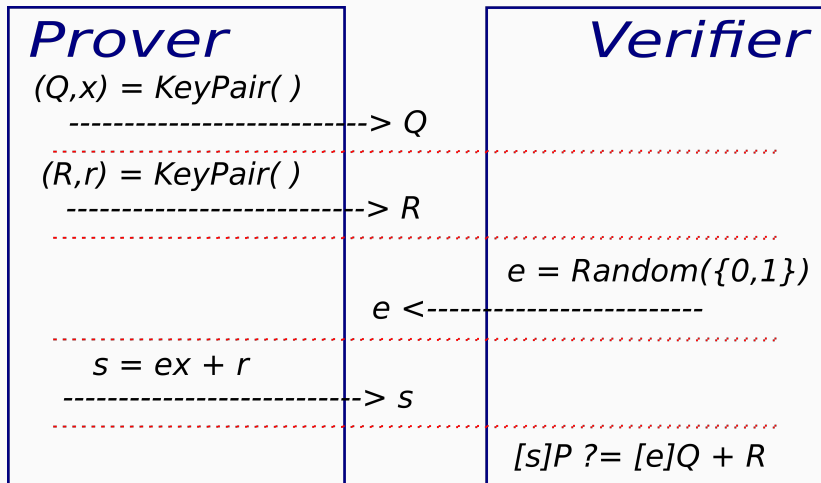 Prover Verifier
(Q,x) = KeyPair( )
---------------------------> Q
(R,r) = KeyPair( )
---------------------------> R
e = Random({0,1})
e <-------------------------
s = ex + r
---------------------------> s
[s]P ?= [e]Q + R